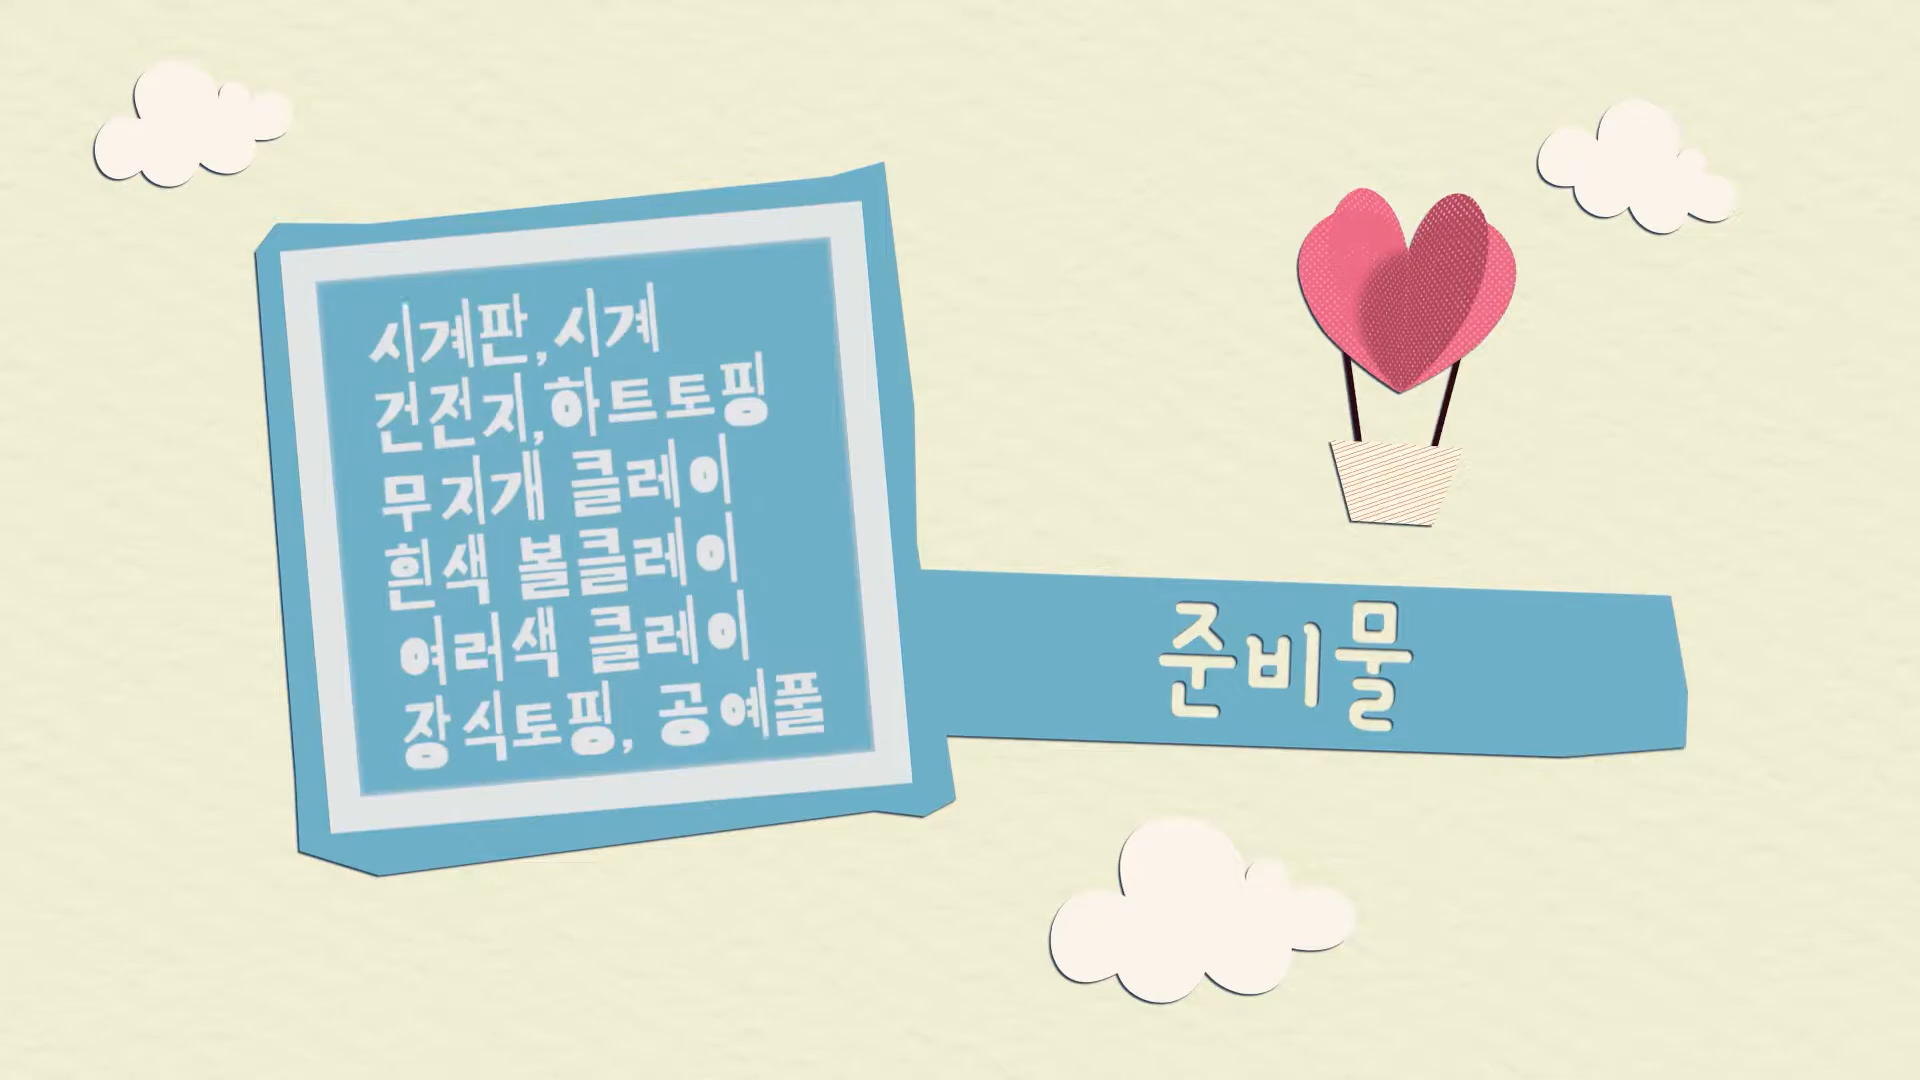 시계판,시계
건전지,하트토핑
무지개 클레이
흰색 볼클레이
여러색 클레이
장식토핑, 공예풀
준비물